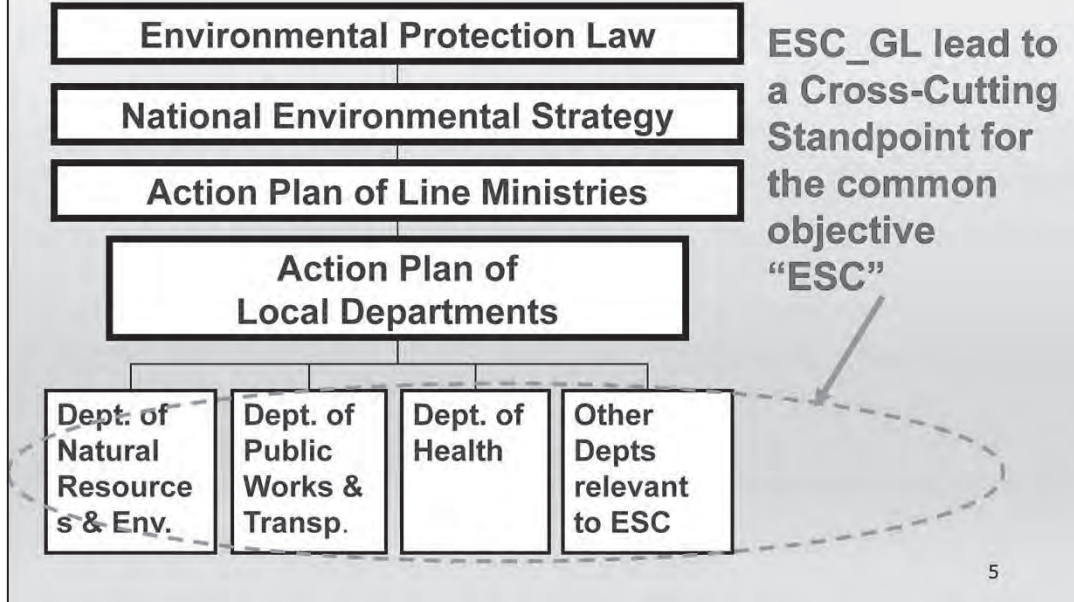 Environmental Protection Law
National Environmental Strategy
Action Plan of Line Ministries
Action Plan of
Local Departments
Dept. of
Natural
Resource
s & Env.
Dept. of
Public
Works &
Transp.
Dept. of
Health
Other
Depts
relevant
to ESC
ESC_GL lead to
a Cross-Cutting
Standpoint for
the common
objective
“ESC”
5